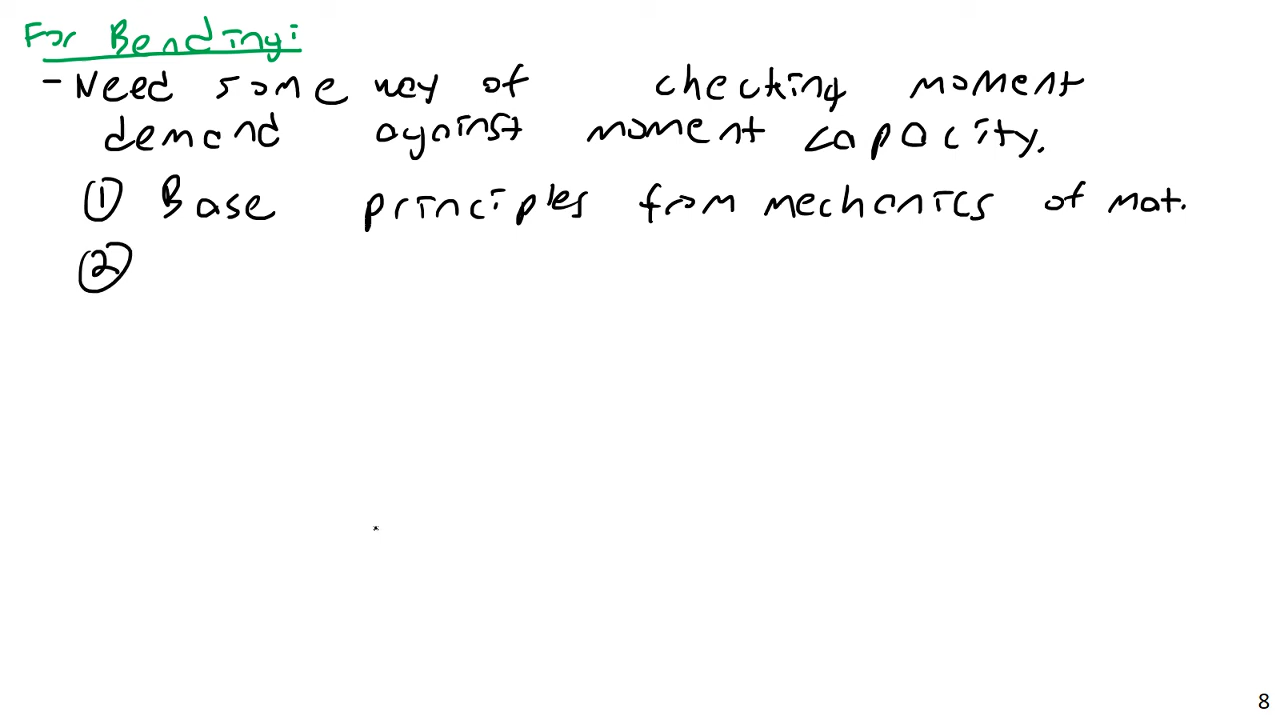 For Bending:
- Need some way of checking moment
demand against moment capacity.
① Base principles from mechanics of mat.
②
8